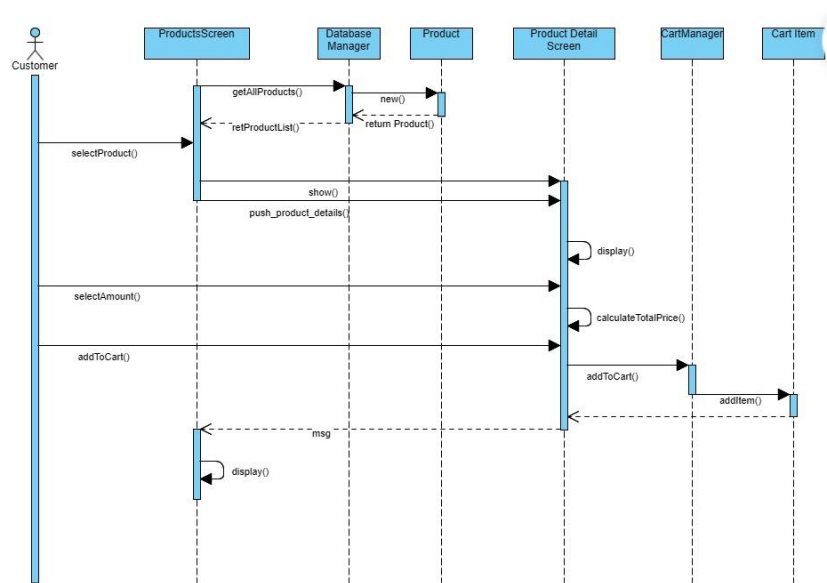 ProductsScreen
Database
Manager
Product
Product Detail
Screen
CartManager
Cart Item
Customer
getAllProducts()
new()
retProductList()
return Product()
selectProduct()
show()
push_product_details()
display()
selectAmount()
calculateTotalPrice()
addToCart()
addToCart()
addItem()
msg
display()